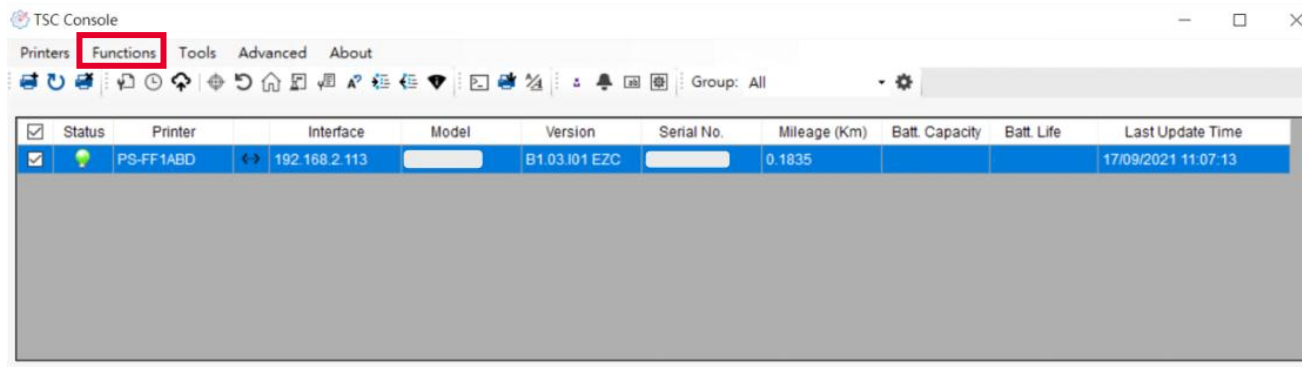 TSC Console
Printers Functions Tools Advanced About
Group: All
Status Printer Interface Model Version Serial No. Mileage (Km) Batt. Capacity Batt. Life Last Update Time
PS-FF1ABD 192.168.2.113 B1.03.I01 EZC 0.1835 17/09/2021 11:07:13